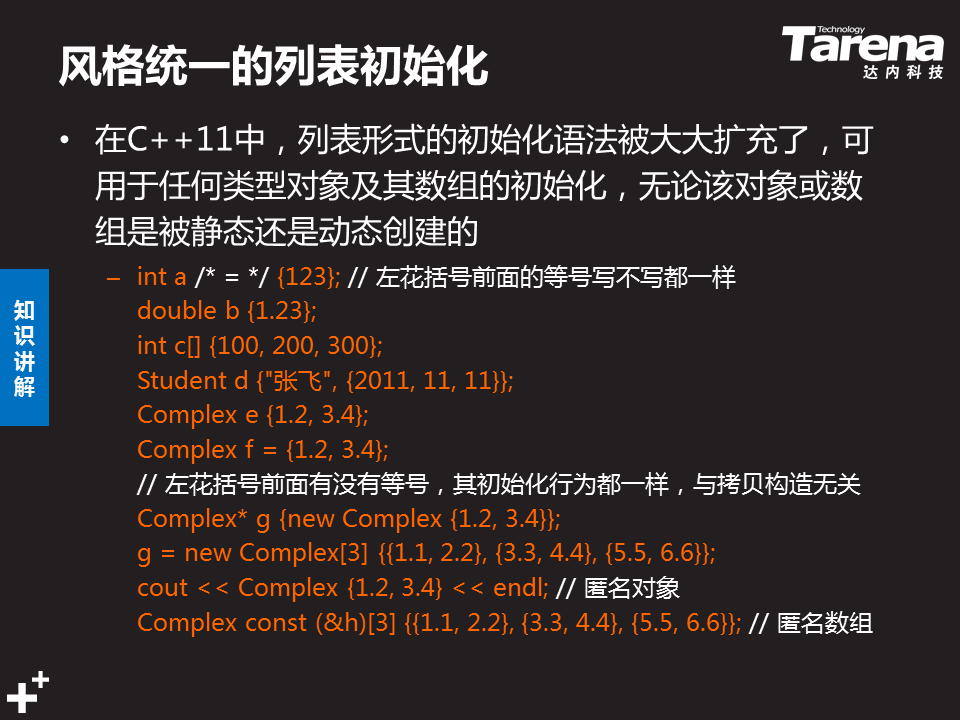 风格统一的列表初始化
Technology
Tarena
达内科技
• 在C++11中，列表形式的初始化语法被大大扩充了，可
用于任何类型对象及其数组的初始化，无论该对象或数
组是被静态还是动态创建的
– int a /* = */ {123}; // 左花括号前面的等号写不写都一样
double b {1.23};
int c[] {100, 200, 300};
Student d {"张飞", {2011, 11, 11}};
Complex e {1.2, 3.4};
Complex f = {1.2, 3.4};
// 左花括号前面有没有等号，其初始化行为都一样，与拷贝构造无关
Complex* g {new Complex {1.2, 3.4}};
g = new Complex[3] {{1.1, 2.2}, {3.3, 4.4}, {5.5, 6.6}};
cout << Complex {1.2, 3.4} << endl; // 匿名对象
Complex const (&h)[3] {{1.1, 2.2}, {3.3, 4.4}, {5.5, 6.6}}; // 匿名数组
知
识
讲
解